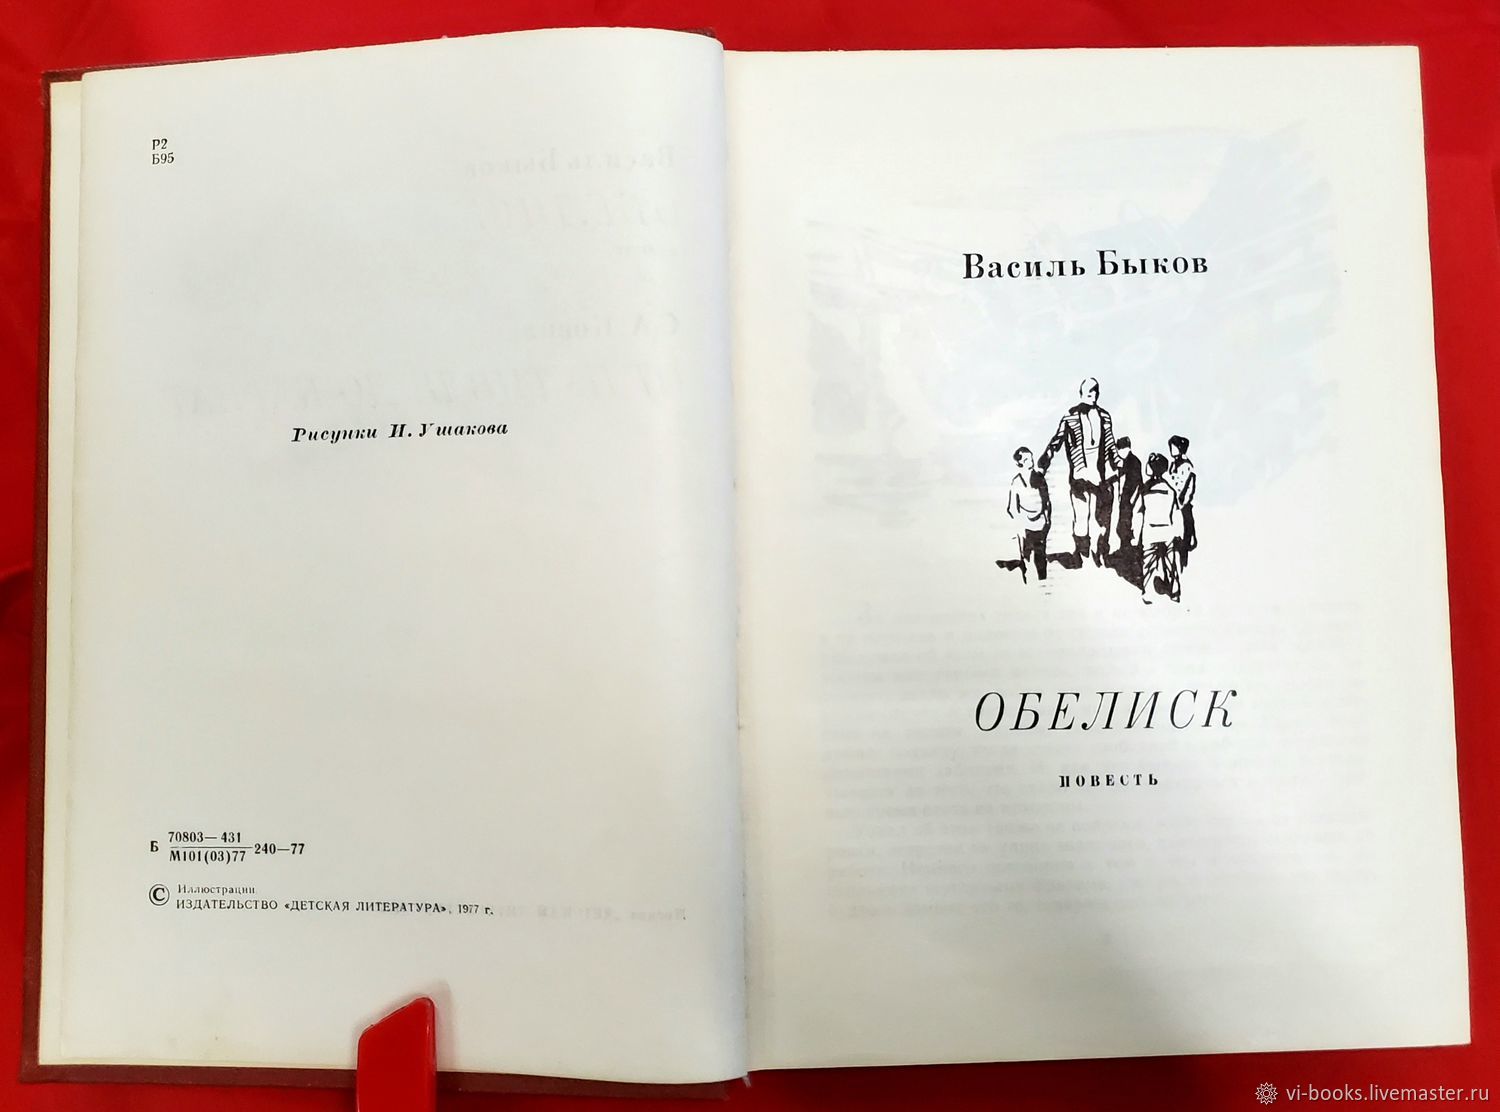 Р2
Б95
Рисунки И. Ушакова
Б 70803—431
М101(03)77 240—77
© Иллюстрации.
ИЗДАТЕЛЬСТВО «ДЕТСКАЯ ЛИТЕРАТУРА», 1977 г.
Василь Быков
ОБЕЛИСК
ПОВЕСТЬ
vi-books.livemaster.ru